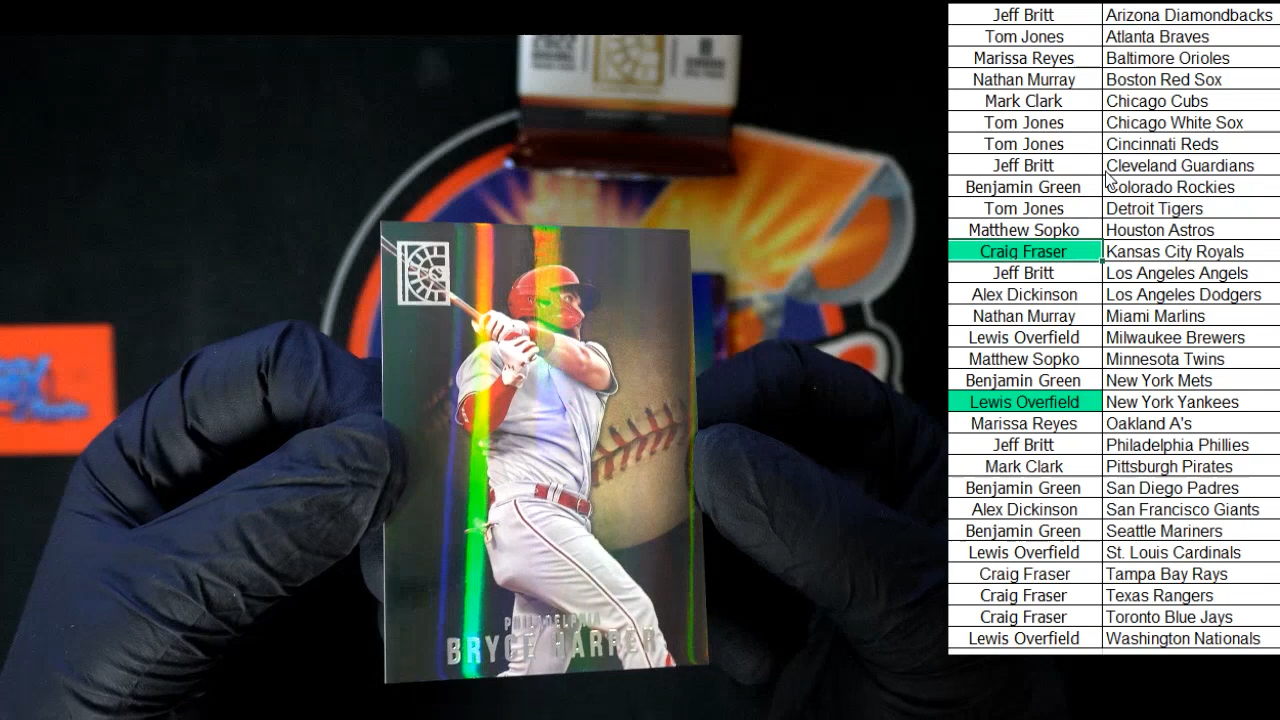 Jeff Britt Arizona Diamondbacks
Tom Jones Atlanta Braves
Marissa Reyes Baltimore Orioles
Nathan Murray Boston Red Sox
Mark Clark Chicago Cubs
Tom Jones Chicago White Sox
Tom Jones Cincinnati Reds
Jeff Britt Cleveland Guardians
Benjamin Green Colorado Rockies
Tom Jones Detroit Tigers
Matthew Sopko Houston Astros
Craig Fraser Kansas City Royals
Jeff Britt Los Angeles Angels
Alex Dickinson Los Angeles Dodgers
Nathan Murray Miami Marlins
Lewis Overfield Milwaukee Brewers
Matthew Sopko Minnesota Twins
Benjamin Green New York Mets
Lewis Overfield New York Yankees
Marissa Reyes Oakland A's
Jeff Britt Philadelphia Phillies
Mark Clark Pittsburgh Pirates
Benjamin Green San Diego Padres
Alex Dickinson San Francisco Giants
Benjamin Green Seattle Mariners
Lewis Overfield St. Louis Cardinals
Craig Fraser Tampa Bay Rays
Craig Fraser Texas Rangers
Craig Fraser Toronto Blue Jays
Lewis Overfield Washington Nationals
PHILADELPHIA
BRYCE HARPER